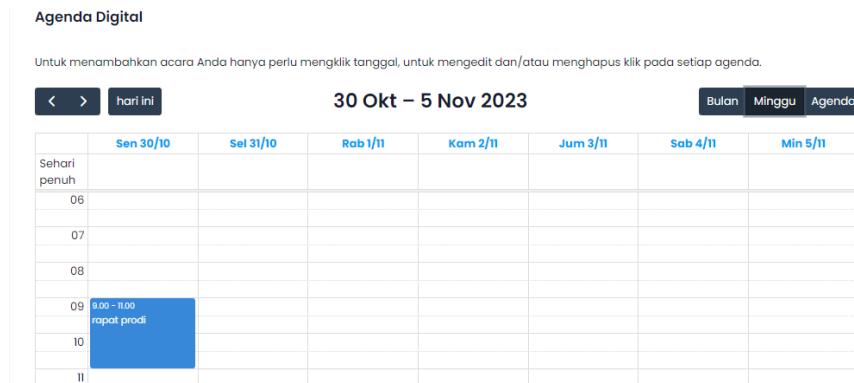 Agenda Digital
Untuk menambahkan acara Anda hanya perlu mengklik tanggal, untuk mengedit dan/atau menghapus klik pada setiap agenda.
hari ini
30 Okt – 5 Nov 2023
Bulan Minggu Agenda
Sen 30/10 Sel 31/10 Rab 1/11 Kam 2/11 Jum 3/11 Sab 4/11 Min 5/11
Sehari
penuh
06
07
08
09 9.00 - 11.00
rapat prodi
10
11